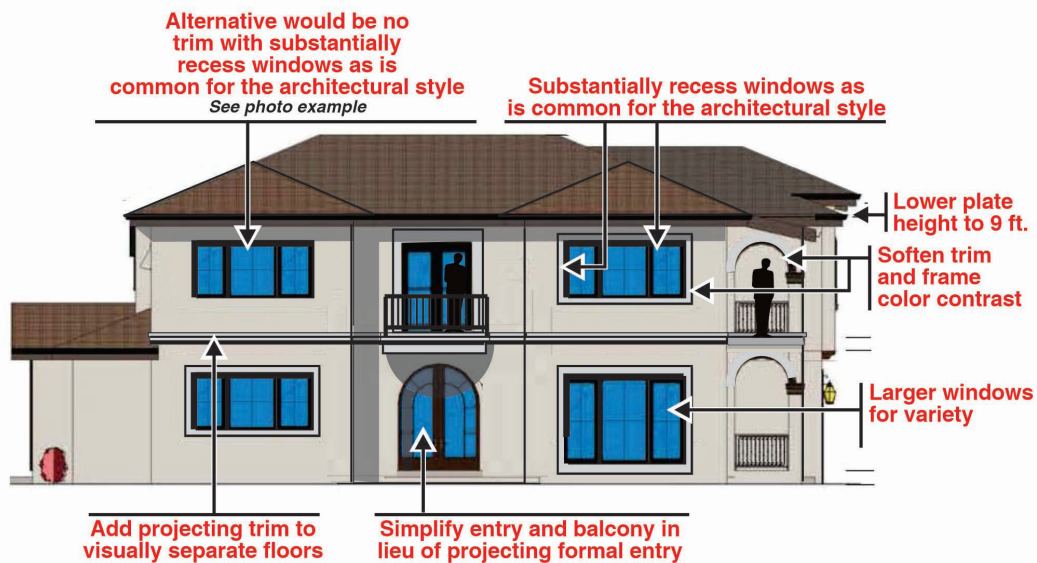 Alternative would be no
trim with substantially
recess windows as is
common for the architectural style
See photo example
Substantially recess windows as
is common for the architectural style
Lower plate
height to 9 ft.
Soften trim
and frame
color contrast
Larger windows
for variety
Add projecting trim to
visually separate floors
Simplify entry and balcony in
lieu of projecting formal entry